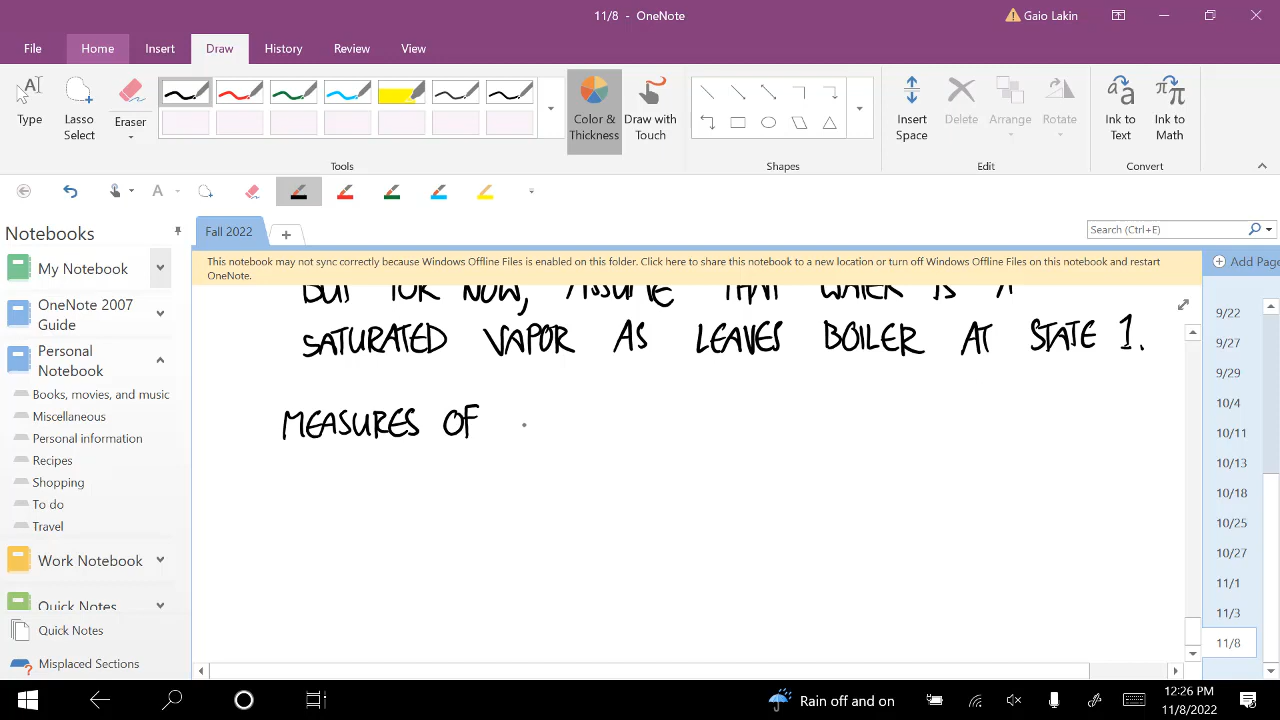 11/8 - OneNote
Gaio Lakin
File Home Insert Draw History Review View
Type
Lasso Select
Eraser
Color & Thickness
Draw with Touch
Insert Space
Delete
Arrange
Rotate
Ink to Text
Ink to Math
Tools
Shapes
Edit
Convert
Notebooks
Fall 2022
Search (Ctrl+E)
My Notebook
OneNote 2007 Guide
Personal Notebook
Books, movies, and music
Miscellaneous
Personal information
Recipes
Shopping
To do
Travel
Work Notebook
Quick Notes
Quick Notes
Misplaced Sections
This notebook may not sync correctly because Windows Offline Files is enabled on this folder. Click here to share this notebook to a new location or turn off Windows Offline Files on this notebook and restart
OneNote.
BUT FOR NOW, ASSUME THAT WATER IS A
SATURATED VAPOR AS LEAVES BOILER AT STATE 1.
MEASURES OF
Add Page
9/22
9/27
9/29
10/4
10/11
10/13
10/18
10/25
10/27
11/1
11/3
11/8
Rain off and on
12:26 PM
11/8/2022